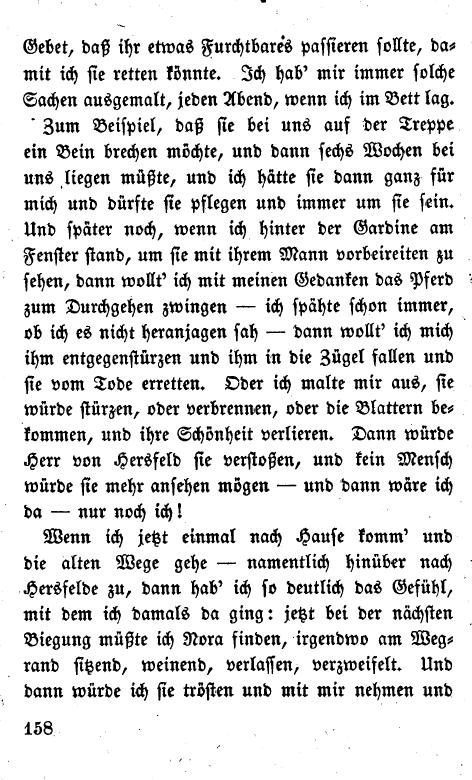 Gebet, daß ihr etwas Furchtbares passieren sollte, da-
mit ich sie retten könnte. Ich hab' mir immer solche
Sachen ausgemalt, jeden Abend, wenn ich im Bett lag.
Zum Beispiel, daß sie bei uns auf der Treppe
ein Bein brechen möchte, und dann sechs Wochen bei
uns liegen müßte, und ich hätte sie dann ganz für
mich und dürfte sie pflegen und immer um sie sein.
Und später noch, wenn ich hinter der Gardine am
Fenster stand, um sie mit ihrem Mann vorbeireiten zu
sehen, dann wollt' ich mit meinen Gedanken das Pferd
zum Durchgehen zwingen — ich spähte schon immer,
ob ich es nicht heranjagen sah — dann wollt' ich mich
ihm entgegenstürzen und ihm in die Zügel fallen und
sie vom Tode erretten. Oder ich malte mir aus, sie
würde stürzen, oder verbrennen, oder die Blattern be-
kommen, und ihre Schönheit verlieren. Dann würde
Herr von Hersfeld sie verstoßen, und kein Mensch
würde sie mehr ansehen mögen — und dann wäre ich
da — nur noch ich!
Wenn ich jetzt einmal nach Hause komm' und
die alten Wege gehe — namentlich hinüber nach
Hersfelde zu, dann hab' ich so deutlich das Gefühl,
mit dem ich damals da ging: jetzt bei der nächsten
Biegung müßte ich Nora finden, irgendwo am Weg-
rand sitzend, weinend, verlassen, verzweifelt. Und
dann würde ich sie trösten und mit mir nehmen und
158